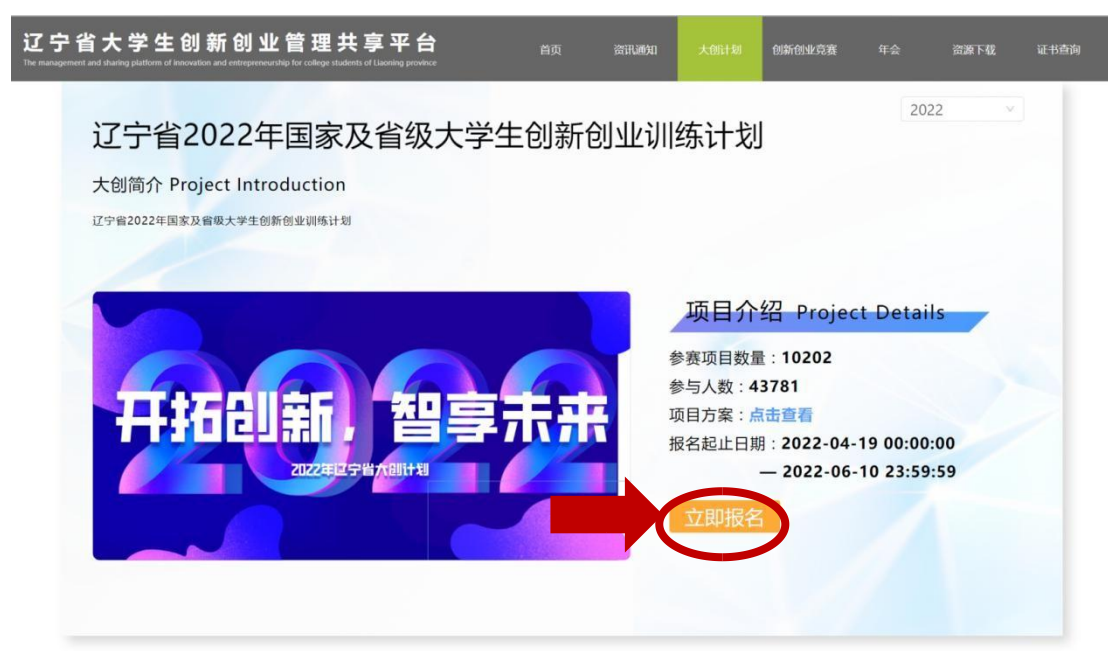 辽宁省大学生创新创业管理共享平台
The management and sharing platform of innovation and entrepreneurship for college students of Liaoning province
首页 资讯通知 大创计划 创新创业竞赛 年会 资源下载 证书查询
2022
辽宁省2022年国家及省级大学生创新创业训练计划
大创简介 Project Introduction
辽宁省2022年国家及省级大学生创新创业训练计划
2022
开拓创新，智享未来
2022年辽宁省大创计划
项目介绍 Project Details
参赛项目数量：10202
参与人数：43781
项目方案：点击查看
报名起止日期：2022-04-19 00:00:00
— 2022-06-10 23:59:59
立即报名